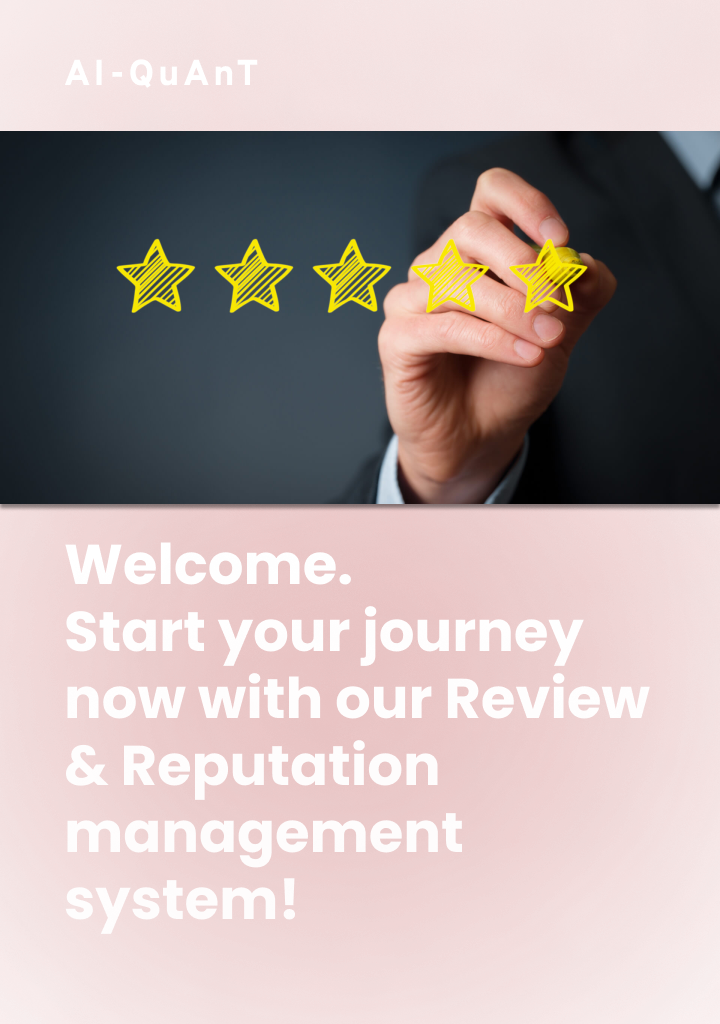 AI-QuAnT
Welcome.
Start your journey
now with our Review
& Reputation
management
system!